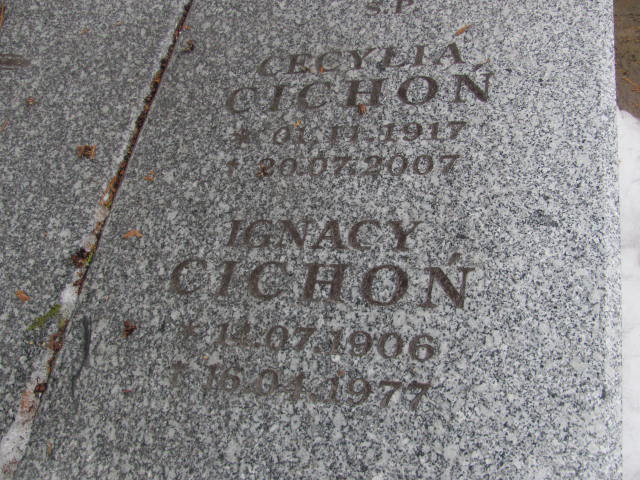 S.P.
CECYLIA
CICHOŃ
* 01.11.1917
† 20.07.2007
IGNACY
CICHOŃ
* 12.07.1906
† 16.04.1977